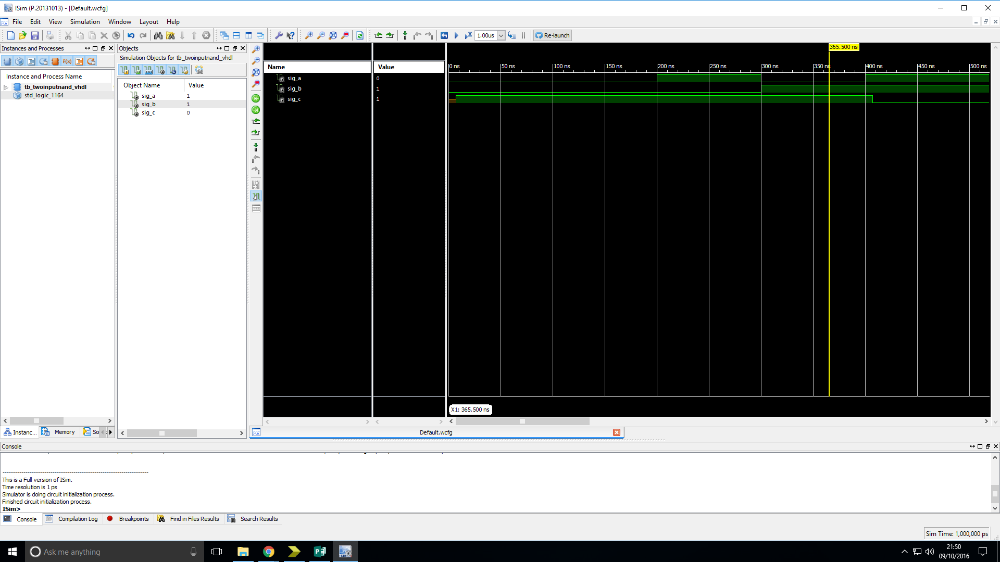 ISim (P.20131013) - [Default.wcfg]
File Edit View Simulation Window Layout Help
1.00us Re-launch
Instances and Processes
Instance and Process Name
tb_twoinputnand_vhdl
std_logic_1164
Instanc... Memory So
Objects
Simulation Objects for tb_twoinputnand_vhdl
F(x)
Object Name Value
sig_a 1
sig_b 1
sig_c 0
Name Value
sig_a 0
sig_b 1
sig_c 1
365.500 ns
0 ns 50 ns 100 ns 150 ns 200 ns 250 ns 300 ns 350 ns 400 ns 450 ns 500 ns
X1: 365.500 ns
Default.wcfg
Console
This is a Full version of ISim.
Time resolution is 1 ps
Simulator is doing circuit initialization process.
Finished circuit initialization process.
ISim>
Console Compilation Log Breakpoints Find in Files Results Search Results
Sim Time: 1,000,000 ps
Ask me anything
21:50
09/10/2016